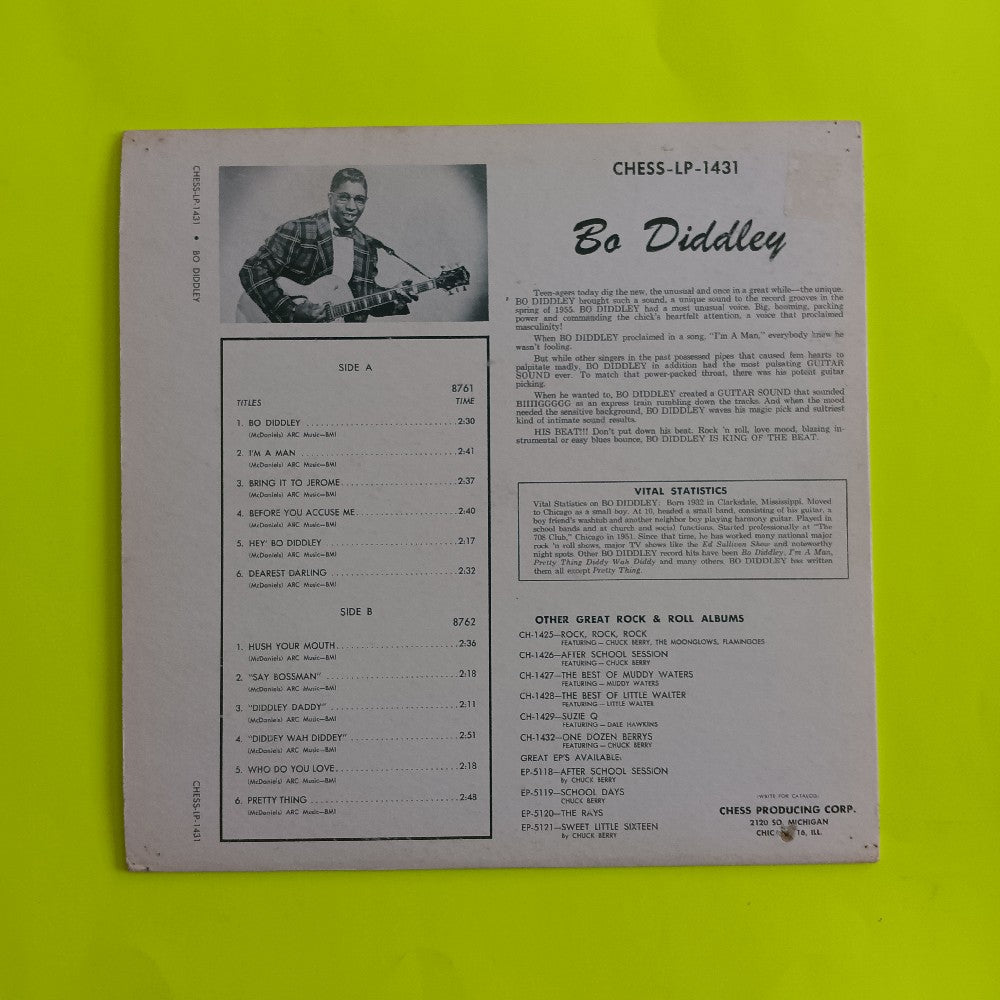 CHESS-LP-1431 • BO DIDDLEY
CHESS-LP-1431
SIDE A
8761
TITLES TIME
1. BO DIDDLEY 2:30
(McDaniels) ARC Music—BMI
2. I'M A MAN 2:41
(McDaniels) ARC Music—BMI
3. BRING IT TO JEROME 2:37
(McDaniels) ARC Music—BMI
4. BEFORE YOU ACCUSE ME 2:40
(McDaniels) ARC Music—BMI
5. HEY' BO DIDDLEY 2:17
(McDaniels) ARC Music—BMI
6. DEAREST DARLING 2:32
(McDaniels) ARC Music—BMI
SIDE B
8762
1. HUSH YOUR MOUTH 2:36
(McDaniels) ARC Music—BMI
2. "SAY BOSSMAN" 2:18
(McDaniels) ARC Music—BMI
3. "DIDDLEY DADDY" 2:11
(McDaniels) ARC Music—BMI
4. "DIDDEY WAH DIDDEY" 2:51
(McDaniels) ARC Music—BMI
5. WHO DO YOU LOVE 2:18
(McDaniels) ARC Music—BMI
6. PRETTY THING 2:48
(McDaniels) ARC Music—BMI
CHESS-LP-1431
Bo Diddley
Teen-agers today dig the new, the unusual and once in a great while—the unique.
BO DIDDLEY brought such a sound, a unique sound to the record grooves in the
spring of 1955. BO DIDDLEY had a most unusual voice. Big, booming, packing
power and commanding the chick's heartfelt attention, a voice that proclaimed
masculinity!
When BO DIDDLEY proclaimed in a song, "I'm A Man," everybody knew he
wasn't fooling.
But while other singers in the past possessed pipes that caused fem hearts to
palpitate madly, BO DIDDLEY in addition had the most pulsating GUITAR
SOUND ever. To match that power-packed throat, there was his potent guitar
picking.
When he wanted to, BO DIDDLEY created a GUITAR SOUND that sounded
BIIIIGGGGG as an express train rumbling down the tracks. And when the mood
needed the sensitive background, BO DIDDLEY waves his magic pick and sultriest
kind of intimate sound results.
HIS BEAT!!! Don't put down his beat. Rock 'n roll, love mood, blazing in-
strumental or easy blues bounce, BO DIDDLEY IS KING OF THE BEAT.
VITAL STATISTICS
Vital Statistics on BO DIDDLEY: Born 1932 in Clarksdale, Mississippi. Moved
to Chicago as a small boy. At 10, headed a small band, consisting of his guitar, a
boy friend's washtub and another neighbor boy playing harmony guitar. Played in
school bands and at church and social functions. Started professionally at "The
708 Club," Chicago in 1951. Since that time, he has worked many national major
rock 'n roll shows, major TV shows like the Ed Sullivan Show and noteworthy
night spots. Other BO DIDDLEY record hits have been Bo Diddley, I'm A Man,
Pretty Thing Diddy Wah Diddy and many others. BO DIDDLEY has written
them all except Pretty Thing.
OTHER GREAT ROCK & ROLL ALBUMS
CH-1425—ROCK, ROCK, ROCK
FEATURING — CHUCK BERRY, THE MOONGLOWS, FLAMINGOES
CH-1426—AFTER SCHOOL SESSION
FEATURING — CHUCK BERRY
CH-1427—THE BEST OF MUDDY WATERS
FEATURING — MUDDY WATERS
CH-1428—THE BEST OF LITTLE WALTER
FEATURING — LITTLE WALTER
CH-1429—SUZIE Q
FEATURING — DALE HAWKINS
CH-1432—ONE DOZEN BERRYS
FEATURING — CHUCK BERRY
GREAT EP'S AVAILABLE:
EP-5118—AFTER SCHOOL SESSION
by CHUCK BERRY
EP-5119—SCHOOL DAYS
CHUCK BERRY
EP-5120—THE RAYS
EP-5121—SWEET LITTLE SIXTEEN
by CHUCK BERRY
(WRITE FOR CATALOG)
CHESS PRODUCING CORP.
2120 SO. MICHIGAN
16, ILL.